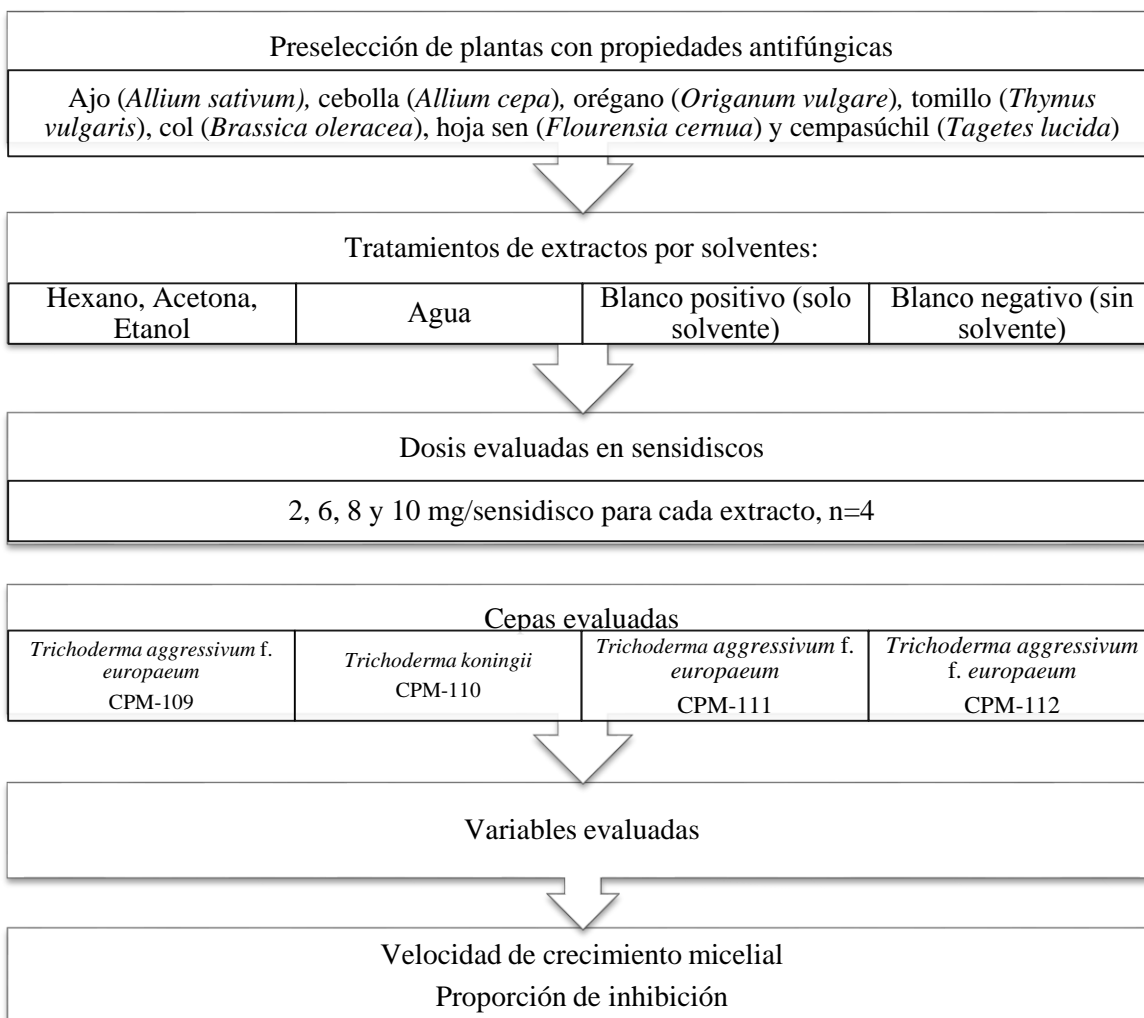 Preselección de plantas con propiedades antifúngicas
Ajo (Allium sativum), cebolla (Allium cepa), orégano (Origanum vulgare), tomillo (Thymus
vulgaris), col (Brassica oleracea), hoja sen (Flourensia cernua) y cempasúchil (Tagetes lucida)
Tratamientos de extractos por solventes:
Hexano, Acetona,
Etanol
Agua
Blanco positivo (solo
solvente)
Blanco negativo (sin
solvente)
Dosis evaluadas en sensidiscos
2, 6, 8 y 10 mg/sensidisco para cada extracto, n=4
Cepas evaluadas
Trichoderma aggressivum f.
europaeum
CPM-109
Trichoderma koningii
CPM-110
Trichoderma aggressivum f.
europaeum
CPM-111
Trichoderma aggressivum
f. europaeum
CPM-112
Variables evaluadas
Velocidad de crecimiento micelial
Proporción de inhibición